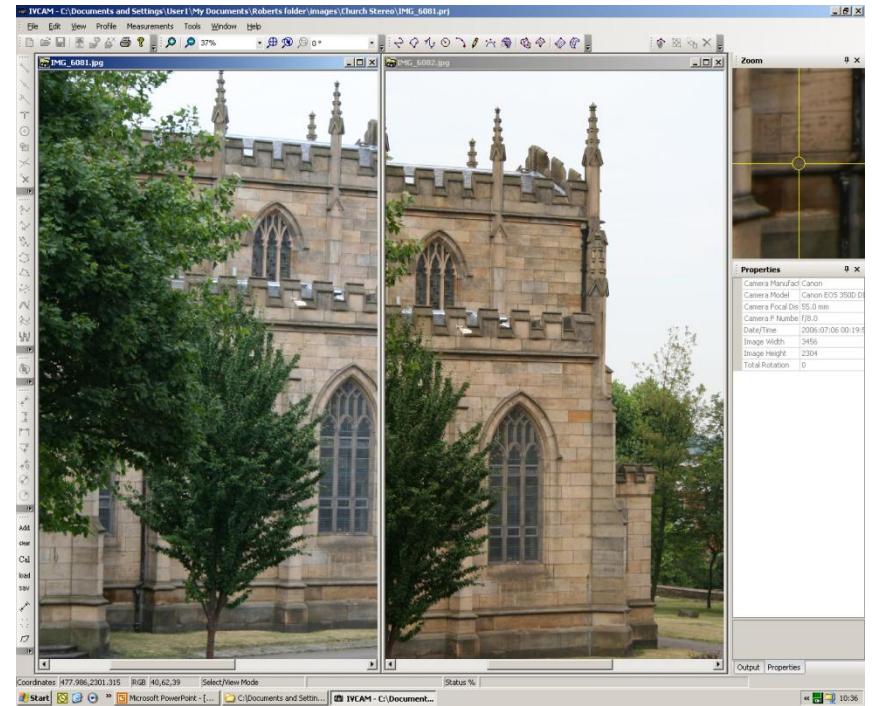 IVCAM - C:\Documents and Settings\User1\My Documents\Roberts folder\images\Church Stereo\IMG_6081.prj
File Edit View Profile Measurements Tools Window Help
37%
0°
IMG_6081.jpg
IMG_6082.jpg
Zoom
Properties
Camera Manufact Canon
Camera Model Canon EOS 350D DI
Camera Focal Dis 55.0 mm
Camera F Numbe f/8.0
Date/Time 2006:07:06 00:19:5
Image Width 3456
Image Height 2304
Total Rotation 0
Add
clear
Cal
load
sav
Output Properties
Coordinates 477.986,2301.315 RGB 40,62,39 Select/View Mode Status %
Start Microsoft PowerPoint - [... C:\Documents and Settin... IVCAM - C:\Document... 10:36